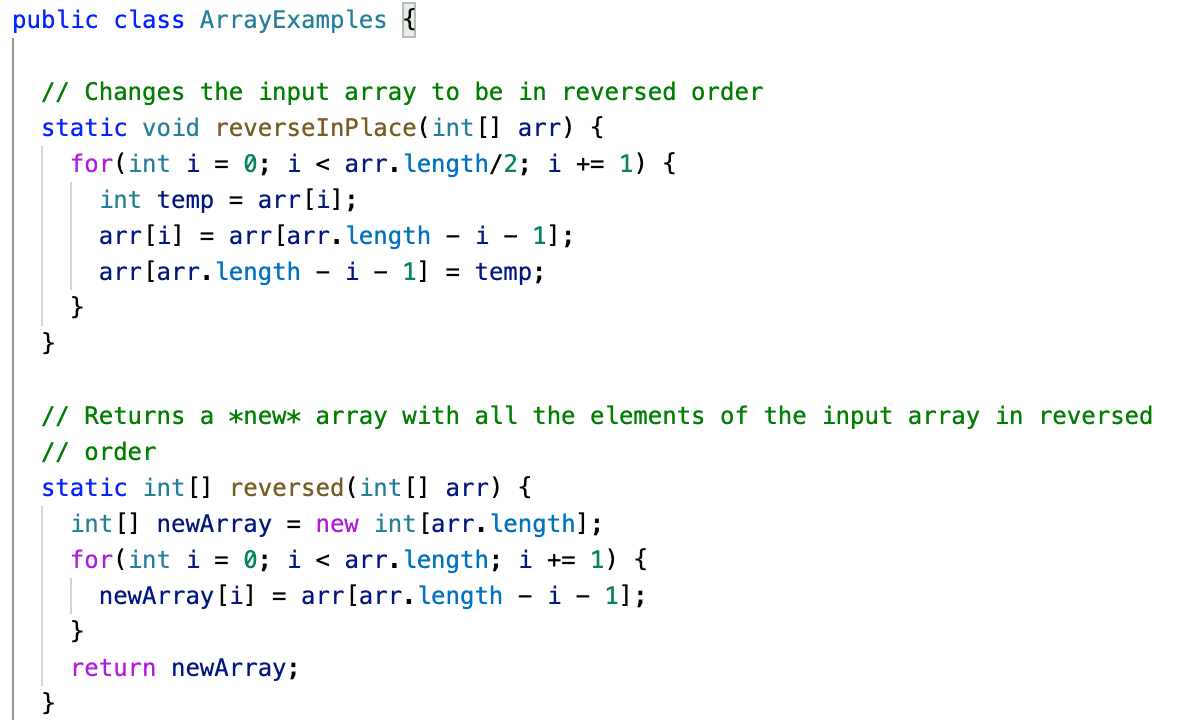 public class ArrayExamples {
// Changes the input array to be in reversed order
static void reverseInPlace(int[] arr) {
for(int i = 0; i < arr.length/2; i += 1) {
int temp = arr[i];
arr[i] = arr[arr.length - i - 1];
arr[arr.length - i - 1] = temp;
}
}
// Returns a *new* array with all the elements of the input array in reversed
// order
static int[] reversed(int[] arr) {
int[] newArray = new int[arr.length];
for(int i = 0; i < arr.length; i += 1) {
newArray[i] = arr[arr.length - i - 1];
}
return newArray;
}